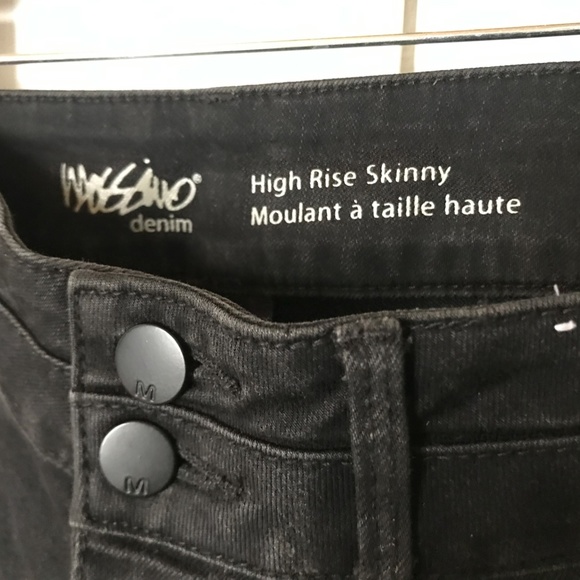 Mossimo®
denim
High Rise Skinny
Moulant à taille haute
M
M